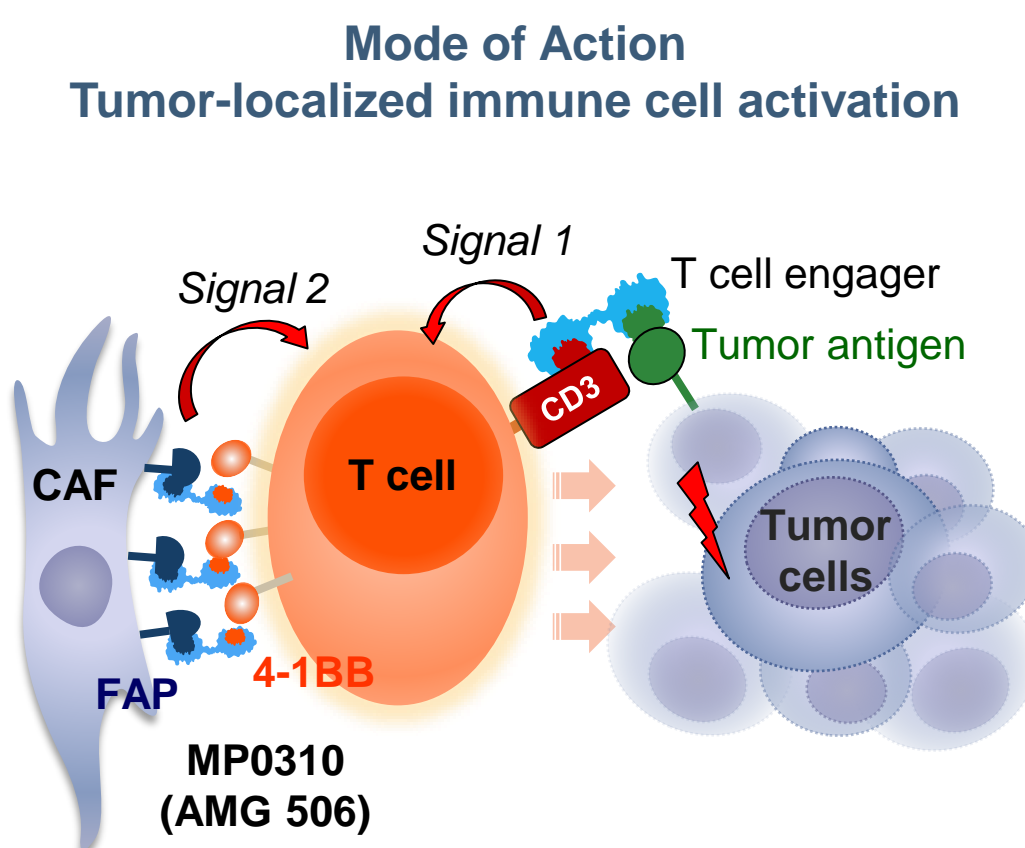 Mode of Action
Tumor-localized immune cell activation
Signal 1
Signal 2
T cell engager
Tumor antigen
CD3
CAF
T cell
Tumor
cells
4-1BB
FAP
MP0310
(AMG 506)